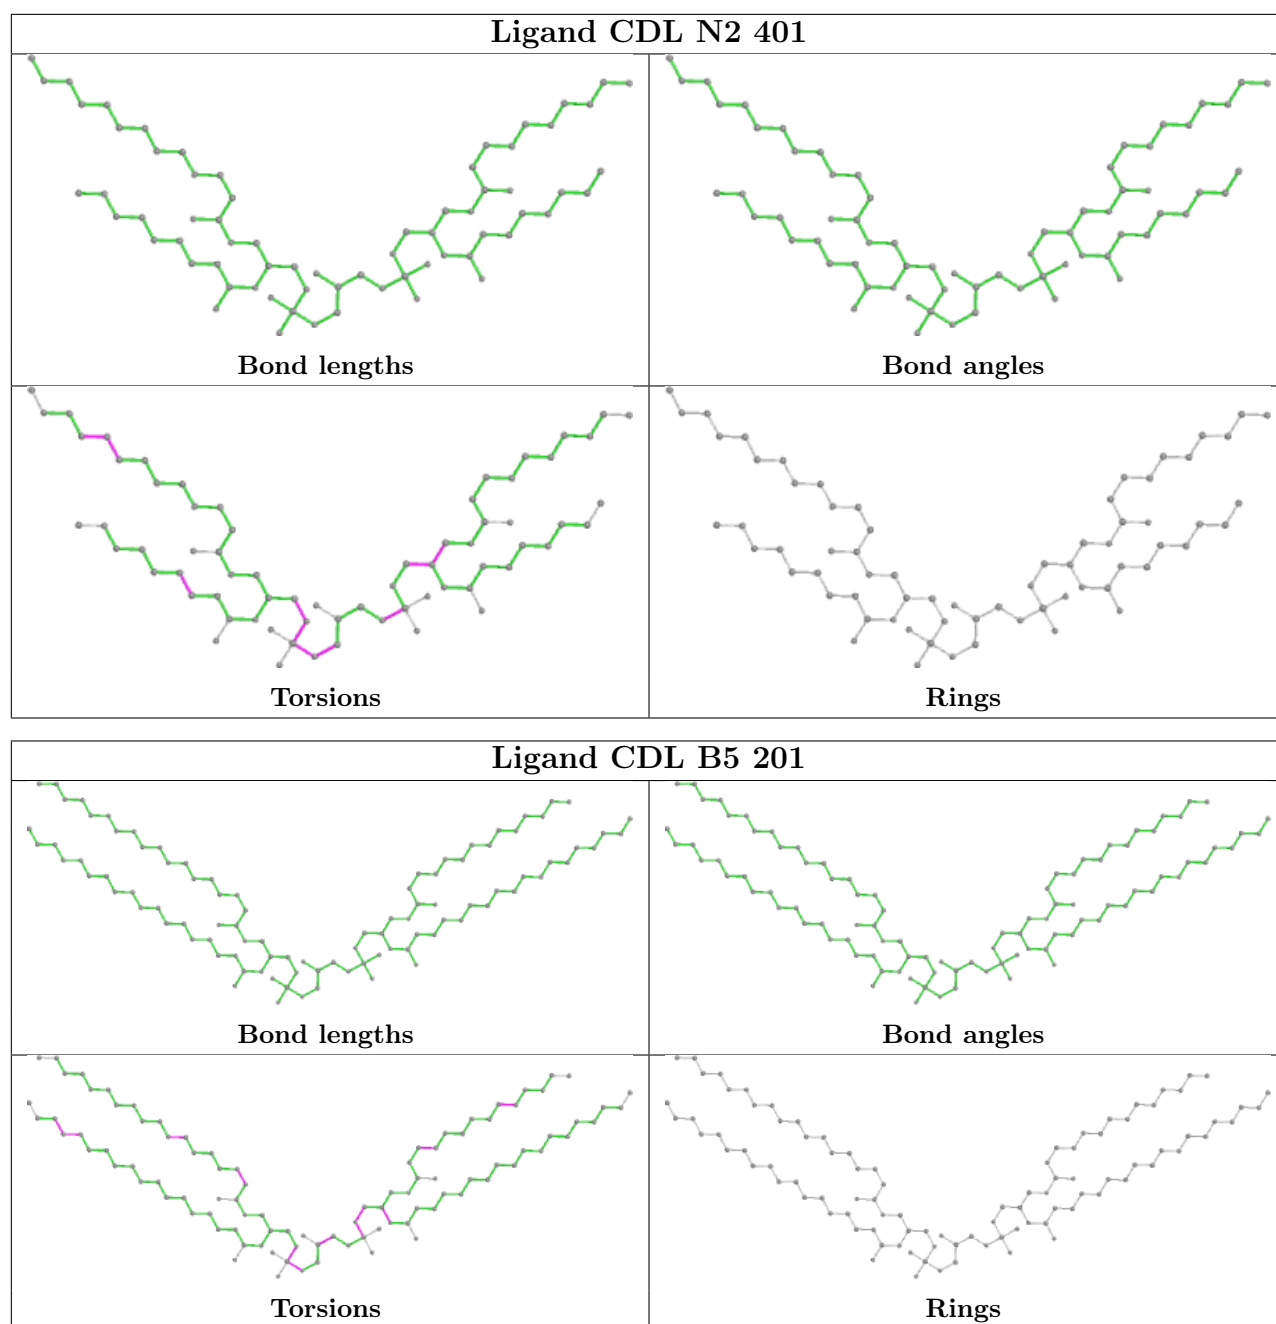 Ligand CDL N2 401
Bond lengths
Bond angles
Torsions
Rings
Ligand CDL B5 201
Bond lengths
Bond angles
Torsions
Rings